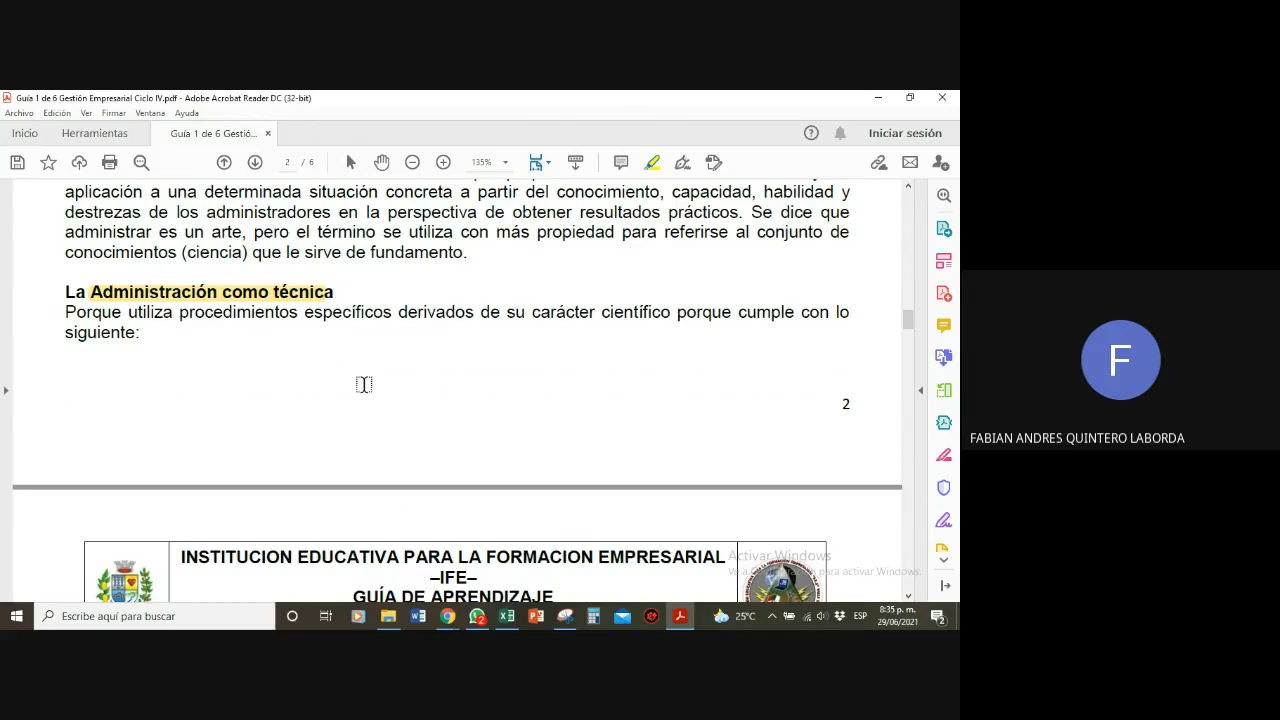 Guía 1 de 6 Gestión Empresarial Ciclo IV.pdf - Adobe Acrobat Reader DC (32-bit)
Archivo Edición Ver Firmar Ventana Ayuda
Inicio Herramientas Guía 1 de 6 Gestió... × Iniciar sesión
2 / 6 135%
aplicación a una determinada situación concreta a partir del conocimiento, capacidad, habilidad y
destrezas de los administradores en la perspectiva de obtener resultados prácticos. Se dice que
administrar es un arte, pero el término se utiliza con más propiedad para referirse al conjunto de
conocimientos (ciencia) que le sirve de fundamento.
La Administración como técnica
Porque utiliza procedimientos específicos derivados de su carácter científico porque cumple con lo
siguiente:
2
INSTITUCION EDUCATIVA PARA LA FORMACION EMPRESARIAL
–IFE–
GUÍA DE APRENDIZAJE
Activar Windows
para activar Windows.
Escribe aquí para buscar
2
25°C
ESP
8:35 p. m.
29/06/2021
2
F
FABIAN ANDRES QUINTERO LABORDA